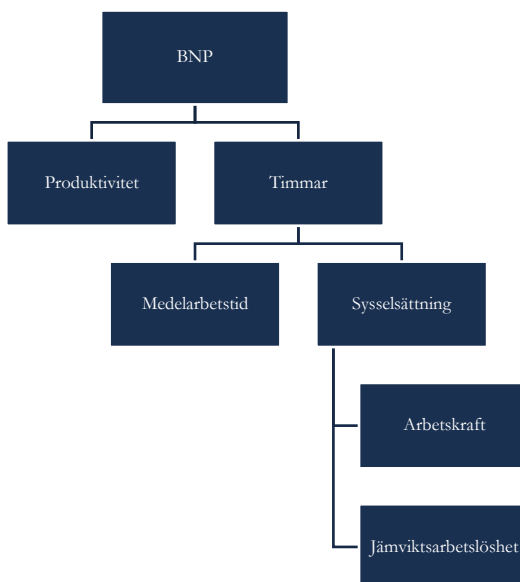 BNP
Produktivitet
Timmar
Medelarbetstid
Sysselsättning
Arbetskraft
Jämviktsarbetslöshet